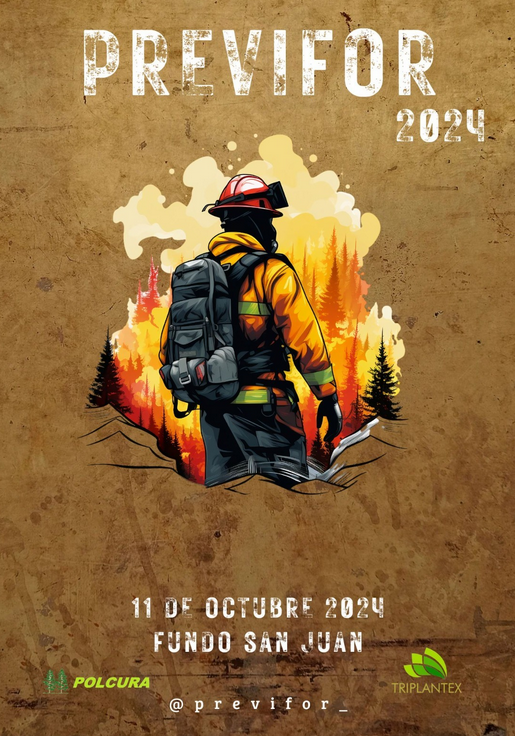 PREVIFOR
2024
11 DE OCTUBRE 2024
FUNDO SAN JUAN
POLCURA
TRIPLANTEX
@previfor_